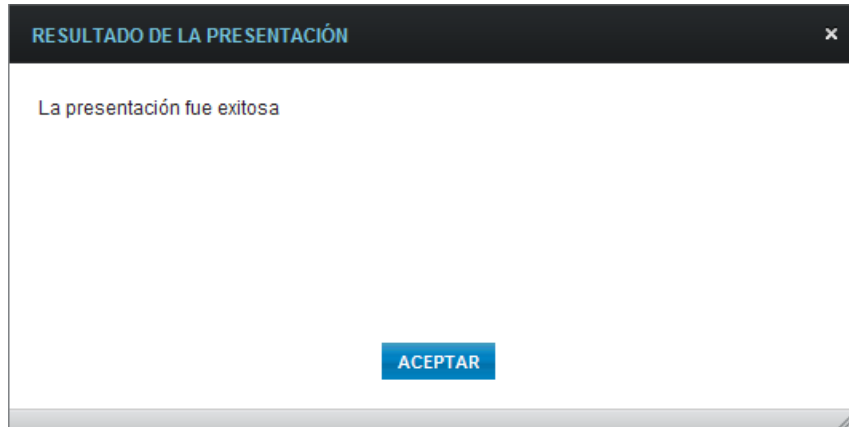 RESULTADO DE LA PRESENTACIÓN
La presentación fue exitosa
ACEPTAR